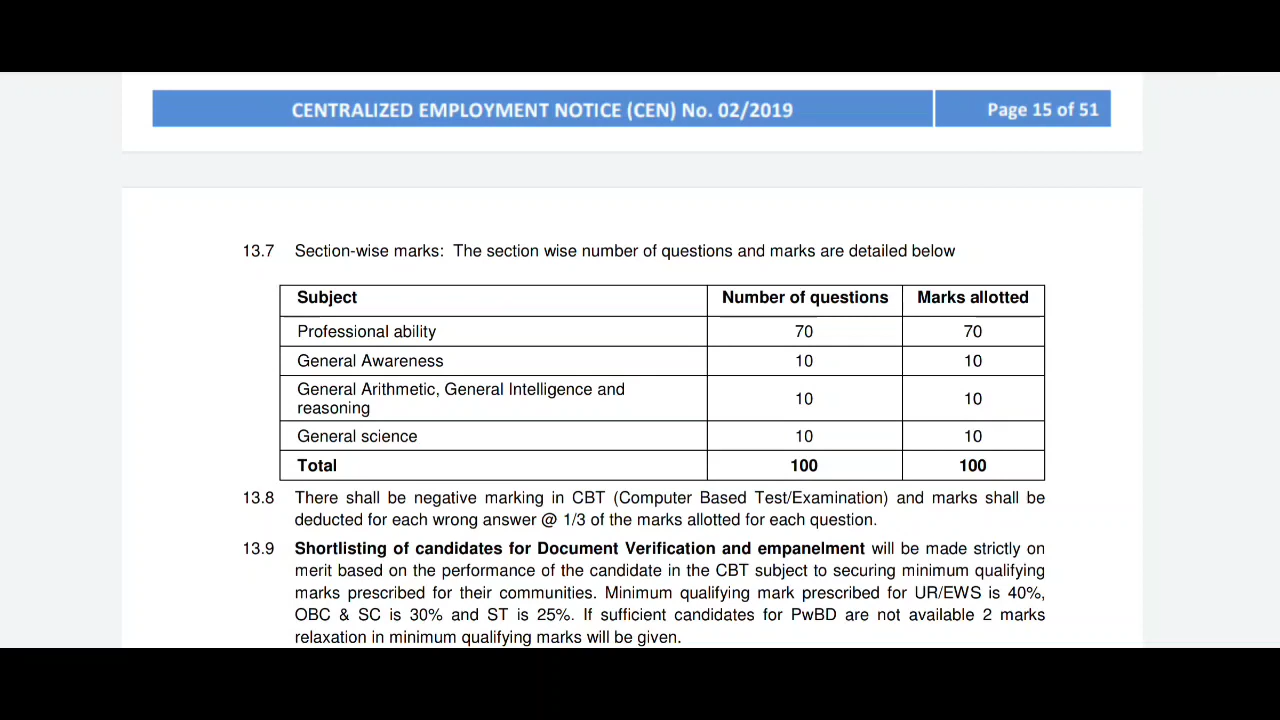 CENTRALIZED EMPLOYMENT NOTICE (CEN) No. 02/2019 Page 15 of 51
13.7 Section-wise marks: The section wise number of questions and marks are detailed below
Subject Number of questions Marks allotted
Professional ability 70 70
General Awareness 10 10
General Arithmetic, General Intelligence and
reasoning 10 10
General science 10 10
Total 100 100
13.8 There shall be negative marking in CBT (Computer Based Test/Examination) and marks shall be
deducted for each wrong answer @ 1/3 of the marks allotted for each question.
13.9 Shortlisting of candidates for Document Verification and empanelment will be made strictly on
merit based on the performance of the candidate in the CBT subject to securing minimum qualifying
marks prescribed for their communities. Minimum qualifying mark prescribed for UR/EWS is 40%,
OBC & SC is 30% and ST is 25%. If sufficient candidates for PwBD are not available 2 marks
relaxation in minimum qualifying marks will be given.